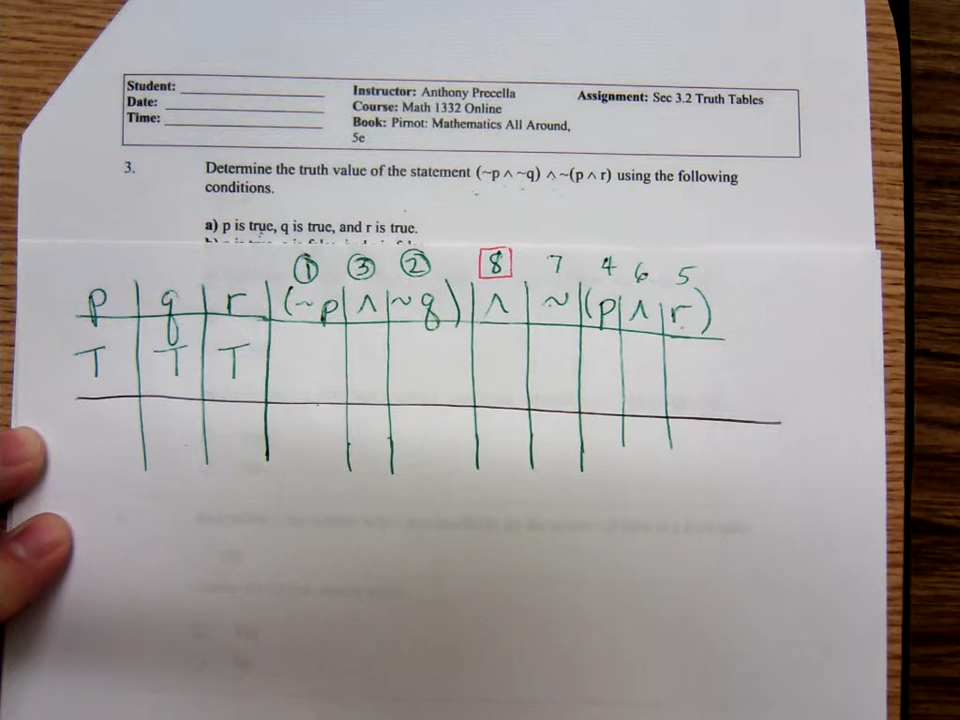 Student:
Date:
Time:
Instructor: Anthony Precella
Course: Math 1332 Online
Book: Pirnot: Mathematics All Around,
5e
Assignment: Sec 3.2 Truth Tables
3.
Determine the truth value of the statement (~p ∧ ~q) ∧ ~(p ∧ r) using the following
conditions.
a) p is true, q is true, and r is true.
① ③ ② 8 7 4 6 5
p q r (~p ∧ ~q) ∧ ~ (p ∧ r)
T T T